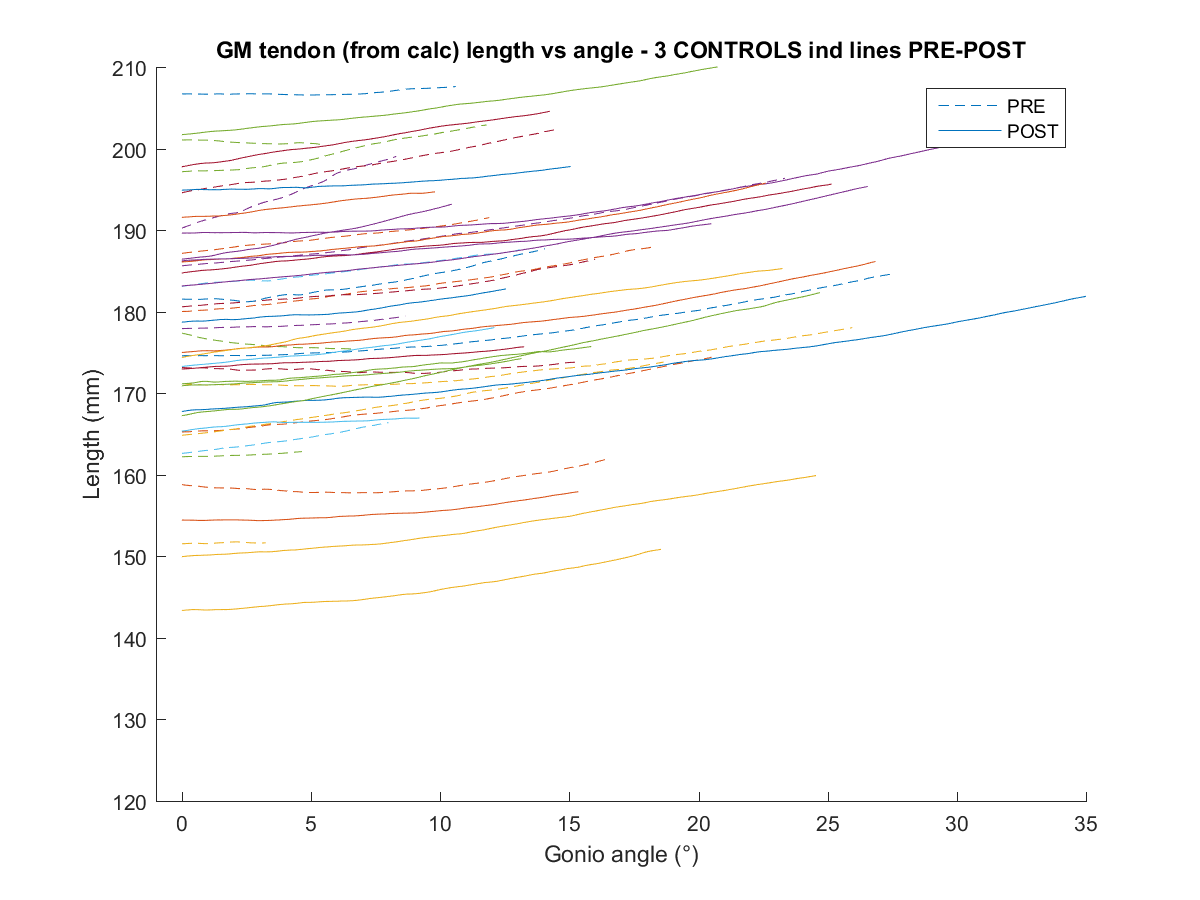 GM tendon (from calc) length vs angle - 3 CONTROLS ind lines PRE-POST
210
200
190
180
170
160
150
140
130
120
Length (mm)
PRE
POST
0 5 10 15 20 25 30 35
Gonio angle (°)